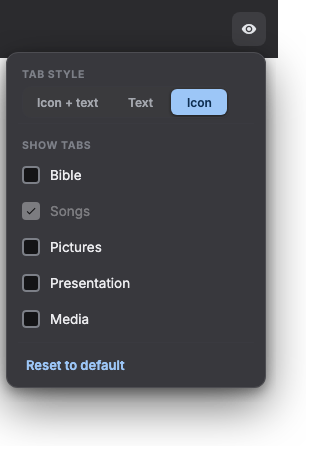 TAB STYLE
Icon + text Text Icon
SHOW TABS
Bible
Songs
Pictures
Presentation
Media
Reset to default